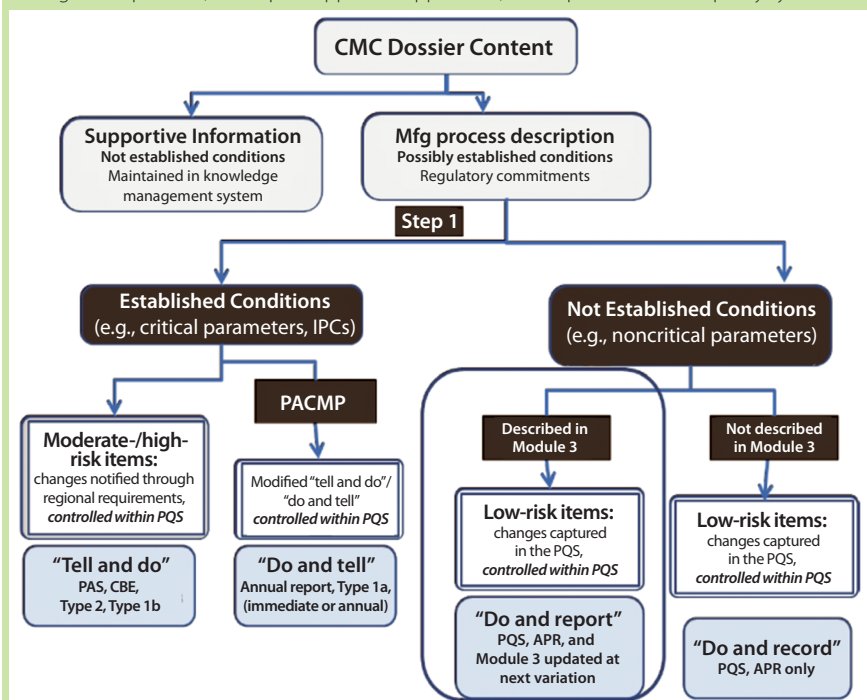 CMC Dossier Content
Supportive Information
Not established conditions
Maintained in knowledge
management system
Mfg process description
Possibly established conditions
Regulatory commitments
Step 1
Established Conditions
(e.g., critical parameters, IPCs)
Not Established Conditions
(e.g., noncritical parameters)
PACMP
Moderate-/high-
risk items:
changes notified through
regional requirements,
controlled within PQS
Modified “tell and do”/
“do and tell”
controlled within PQS
Described in
Module 3
Not described
in Module 3
Low-risk items:
changes captured
in the PQS,
controlled within PQS
Low-risk items:
changes captured
in the PQS,
controlled within PQS
“Tell and do”
PAS, CBE,
Type 2, Type 1b
“Do and tell”
Annual report, Type 1a,
(immediate or annual)
“Do and report”
PQS, APR, and
Module 3 updated at
next variation
“Do and record”
PQS, APR only